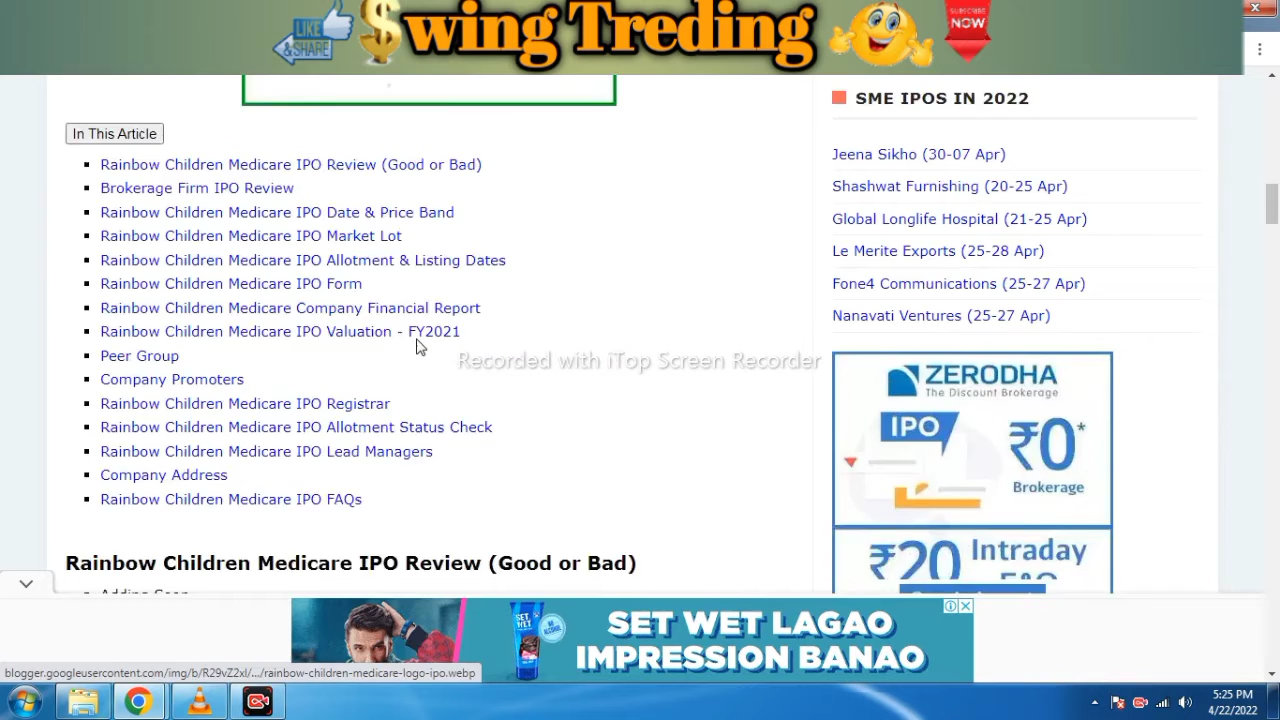 LIKE
& SHARE
$wing Treding
SUBSCRIBE
NOW
In This Article
Rainbow Children Medicare IPO Review (Good or Bad)
Brokerage Firm IPO Review
Rainbow Children Medicare IPO Date & Price Band
Rainbow Children Medicare IPO Market Lot
Rainbow Children Medicare IPO Allotment & Listing Dates
Rainbow Children Medicare IPO Form
Rainbow Children Medicare Company Financial Report
Rainbow Children Medicare IPO Valuation - FY2021
Peer Group
Company Promoters
Rainbow Children Medicare IPO Registrar
Rainbow Children Medicare IPO Allotment Status Check
Rainbow Children Medicare IPO Lead Managers
Company Address
Rainbow Children Medicare IPO FAQs
Rainbow Children Medicare IPO Review (Good or Bad)
Adding Soon
SME IPOS IN 2022
Jeena Sikho (30-07 Apr)
Shashwat Furnishing (20-25 Apr)
Global Longlife Hospital (21-25 Apr)
Le Merite Exports (25-28 Apr)
Fone4 Communications (25-27 Apr)
Nanavati Ventures (25-27 Apr)
ZERODHA
The Discount Brokerage
IPO
₹0*
Brokerage
₹20 Intraday
F&O
Recorded with iTop Screen Recorder
SET WET
SET WET LAGAO
IMPRESSION BANAO
blogger.googleusercontent.com/img/b/R29vZ2xl/.../rainbow-children-medicare-logo-ipo.webp
5:25 PM
4/22/2022